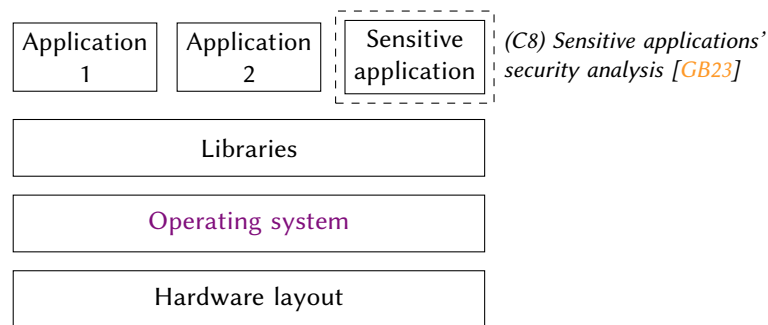 Application
1
Application
2
Sensitive
application
(C8) Sensitive applications’
security analysis [GB23]
Libraries
Operating system
Hardware layout